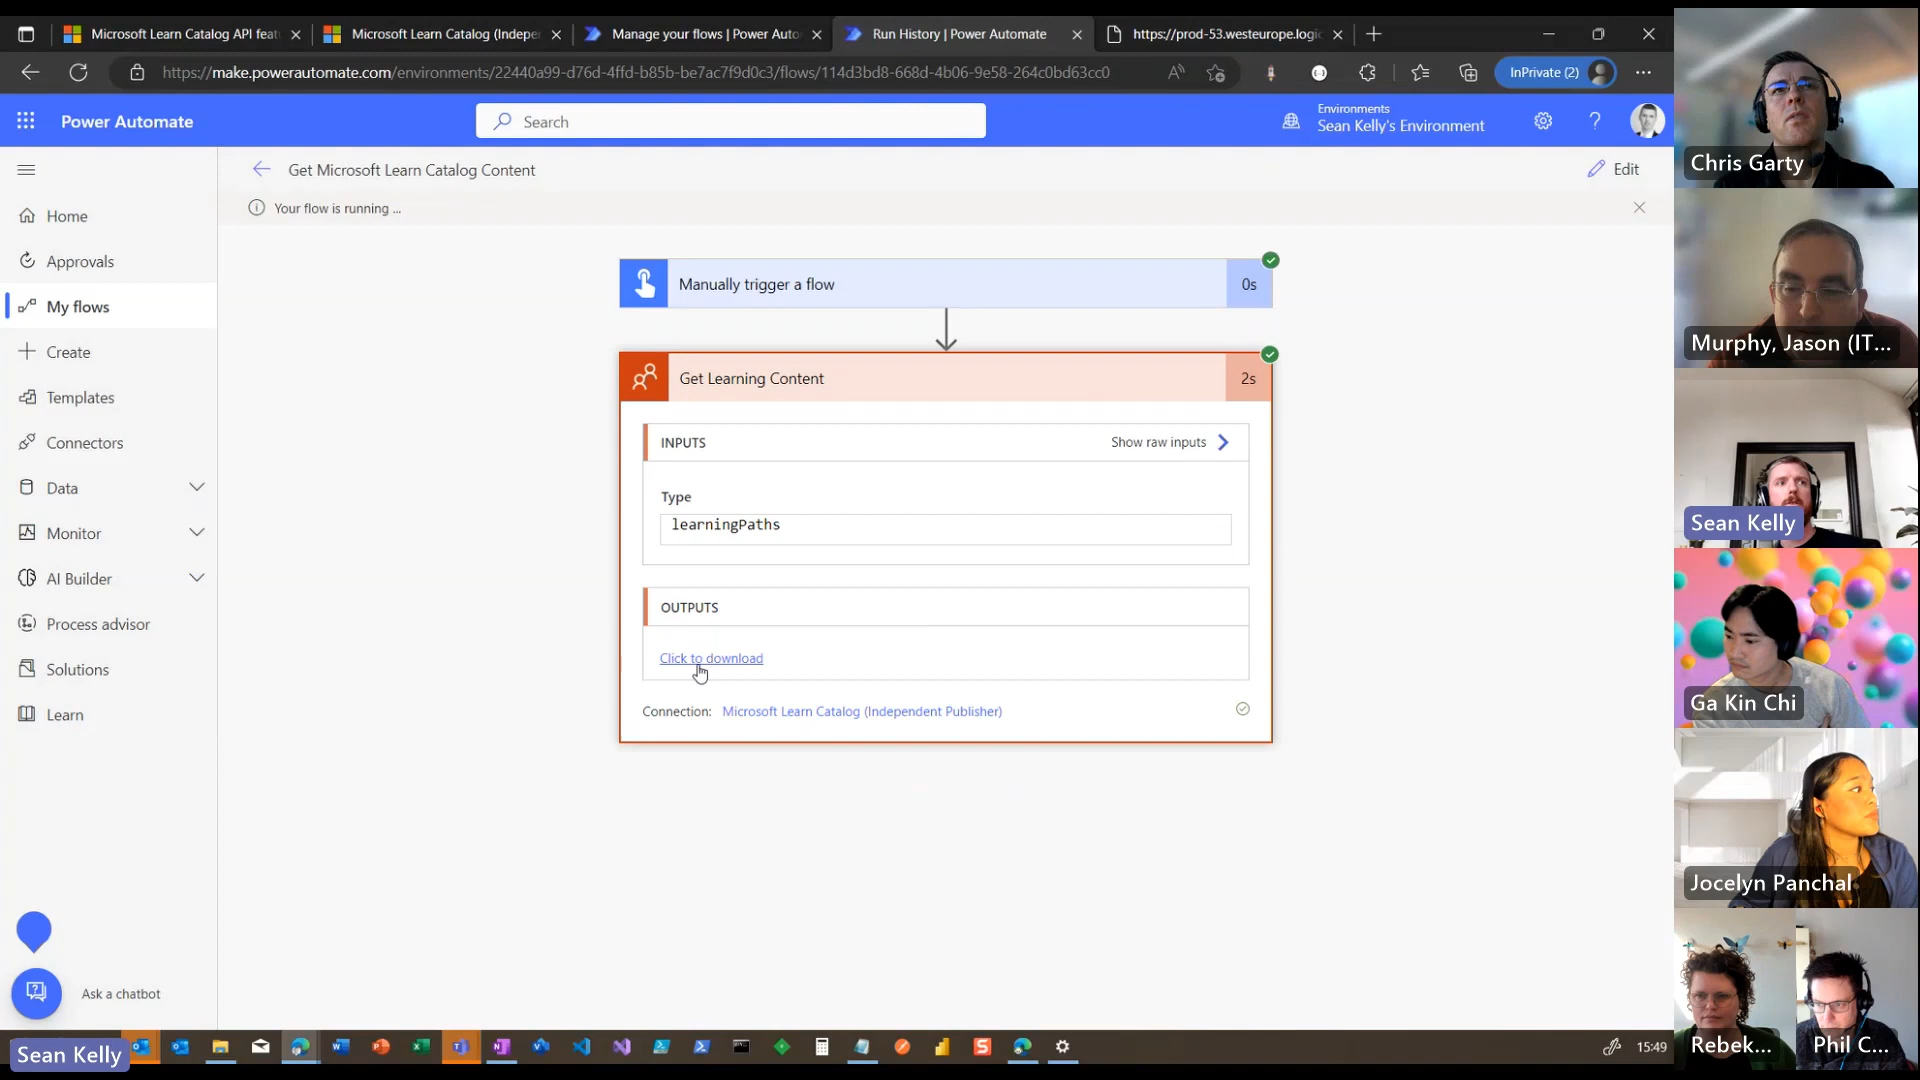 Microsoft Learn Catalog API feat
Microsoft Learn Catalog (Indepe
Manage your flows | Power Auto
Run History | Power Automate
https://prod-53.westeurope.logic
https://make.powerautomate.com/environments/22440a99-d76d-4ffd-b85b-be7ac7f9d0c3/flows/114d3bd8-668d-4b06-9e58-264c0bd63cc0
InPrivate (2)
Power Automate
Search
Environments
Sean Kelly's Environment
Get Microsoft Learn Catalog Content
Edit
Your flow is running ...
Home
Approvals
My flows
Create
Templates
Connectors
Data
Monitor
AI Builder
Process advisor
Solutions
Learn
Ask a chatbot
Manually trigger a flow
0s
Get Learning Content
2s
INPUTS
Show raw inputs
Type
learningPaths
OUTPUTS
Click to download
Connection: Microsoft Learn Catalog (Independent Publisher)
Chris Garty
Murphy, Jason (IT...
Sean Kelly
Ga Kin Chi
Jocelyn Panchal
Rebek...
Phil C...
Sean Kelly
15:49